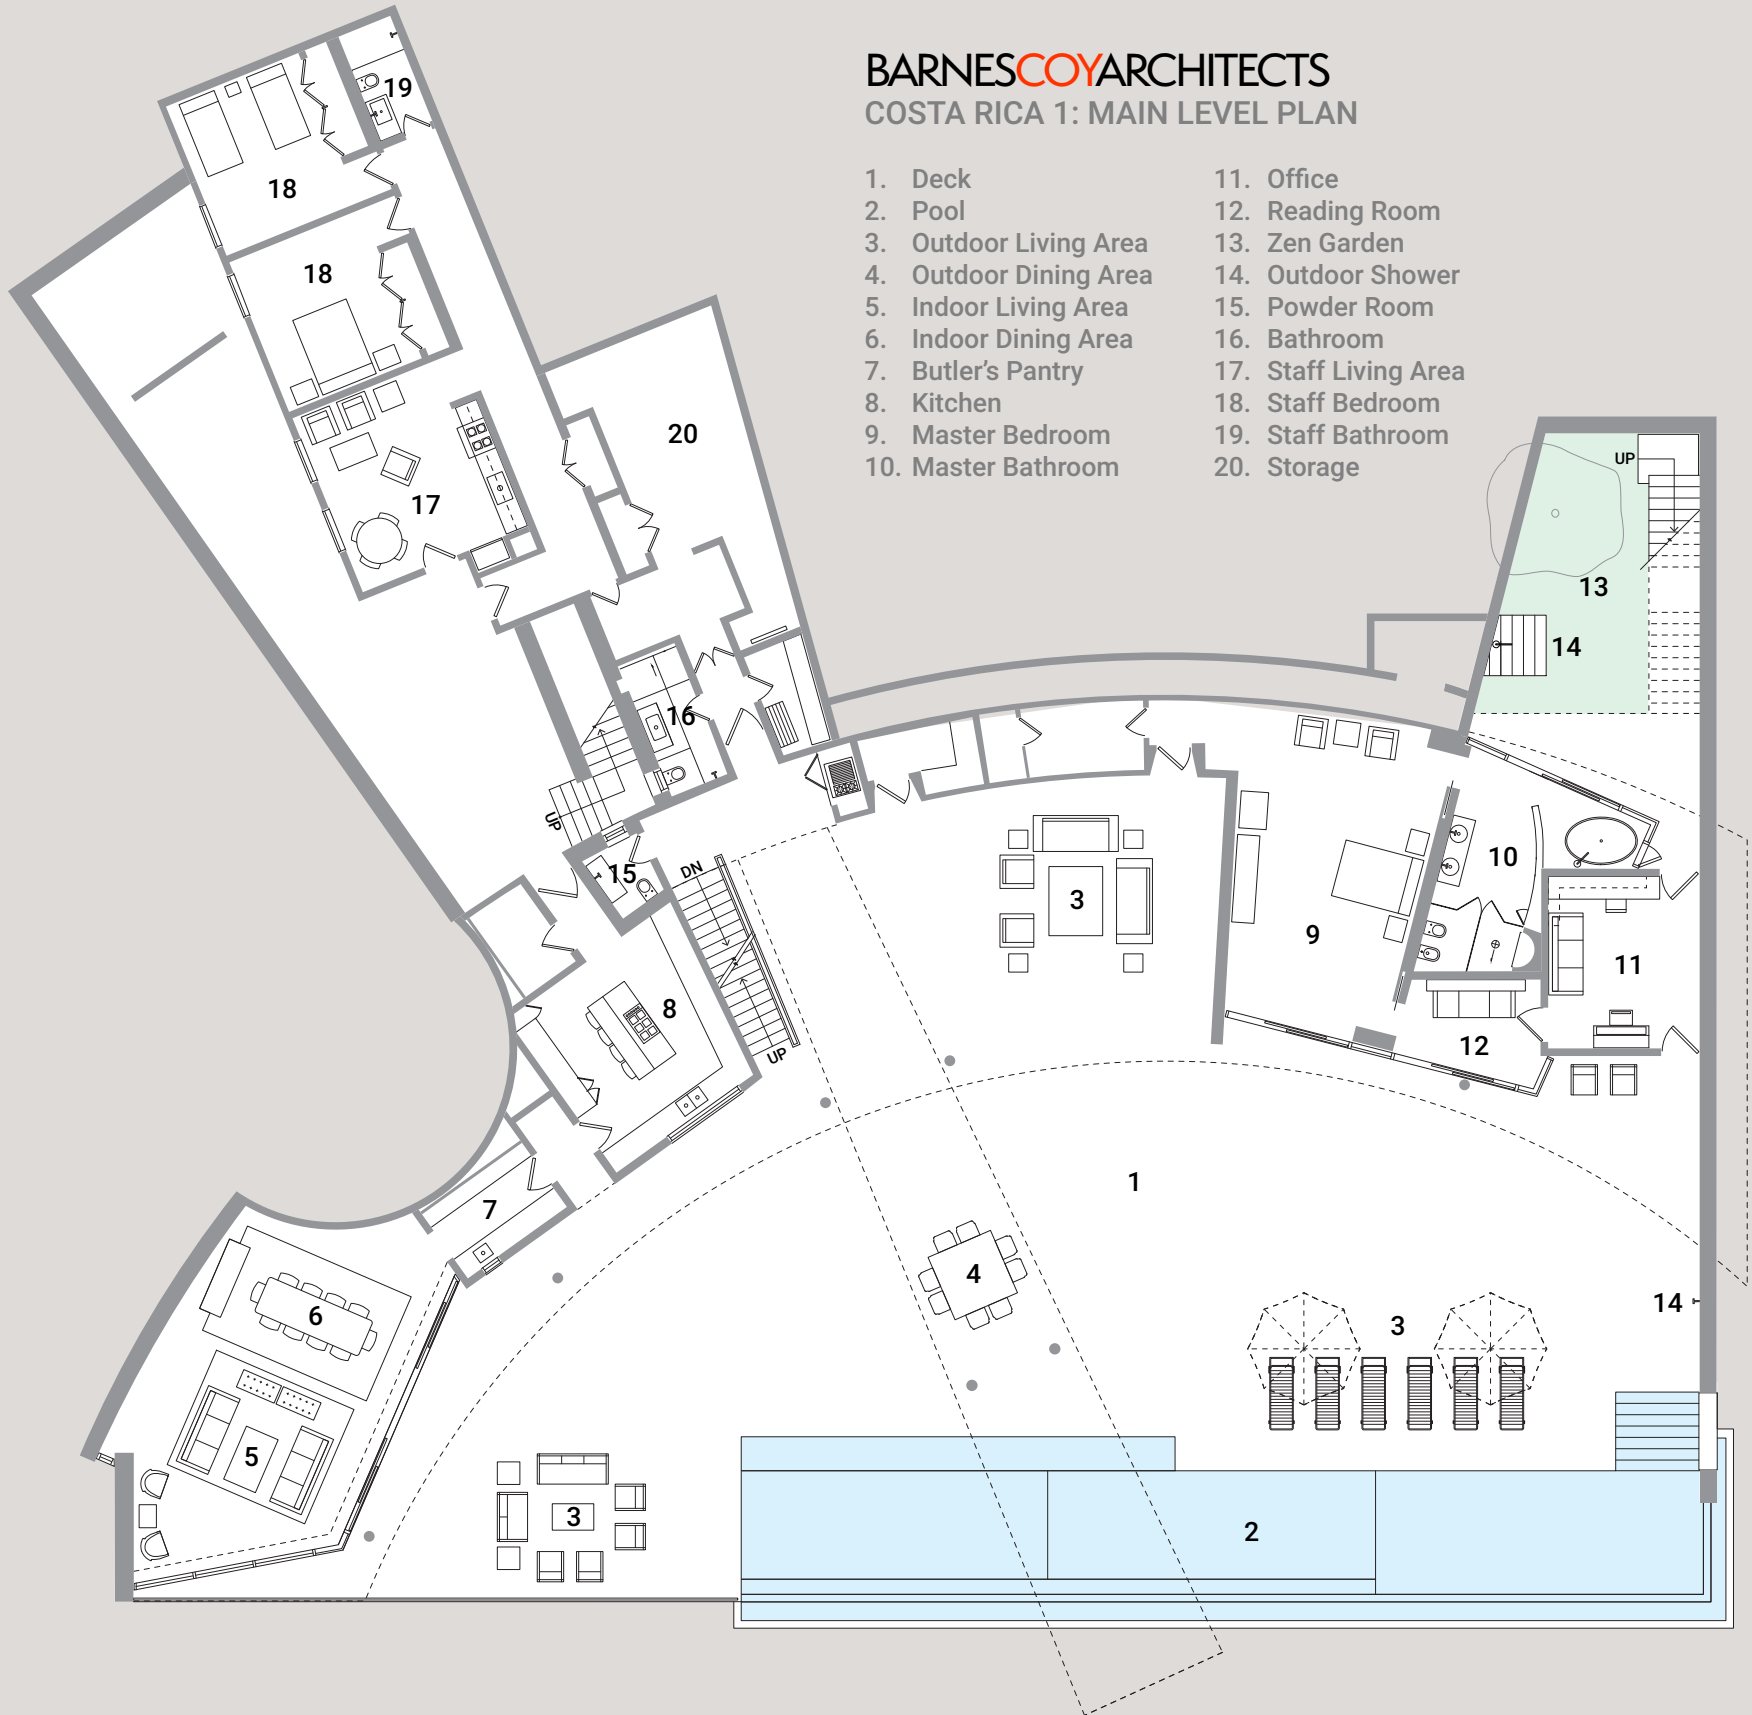 BARNESCOYARCHITECTS
COSTA RICA 1: MAIN LEVEL PLAN
1. Deck
2. Pool
3. Outdoor Living Area
4. Outdoor Dining Area
5. Indoor Living Area
6. Indoor Dining Area
7. Butler’s Pantry
8. Kitchen
9. Master Bedroom
10. Master Bathroom
11. Office
12. Reading Room
13. Zen Garden
14. Outdoor Shower
15. Powder Room
16. Bathroom
17. Staff Living Area
18. Staff Bedroom
19. Staff Bathroom
20. Storage
19
18
18
20
17
UP
13
14
16
UP
15
DN
10
3
9
11
8
12
UP
1
7
4
14
6
3
5
3
2